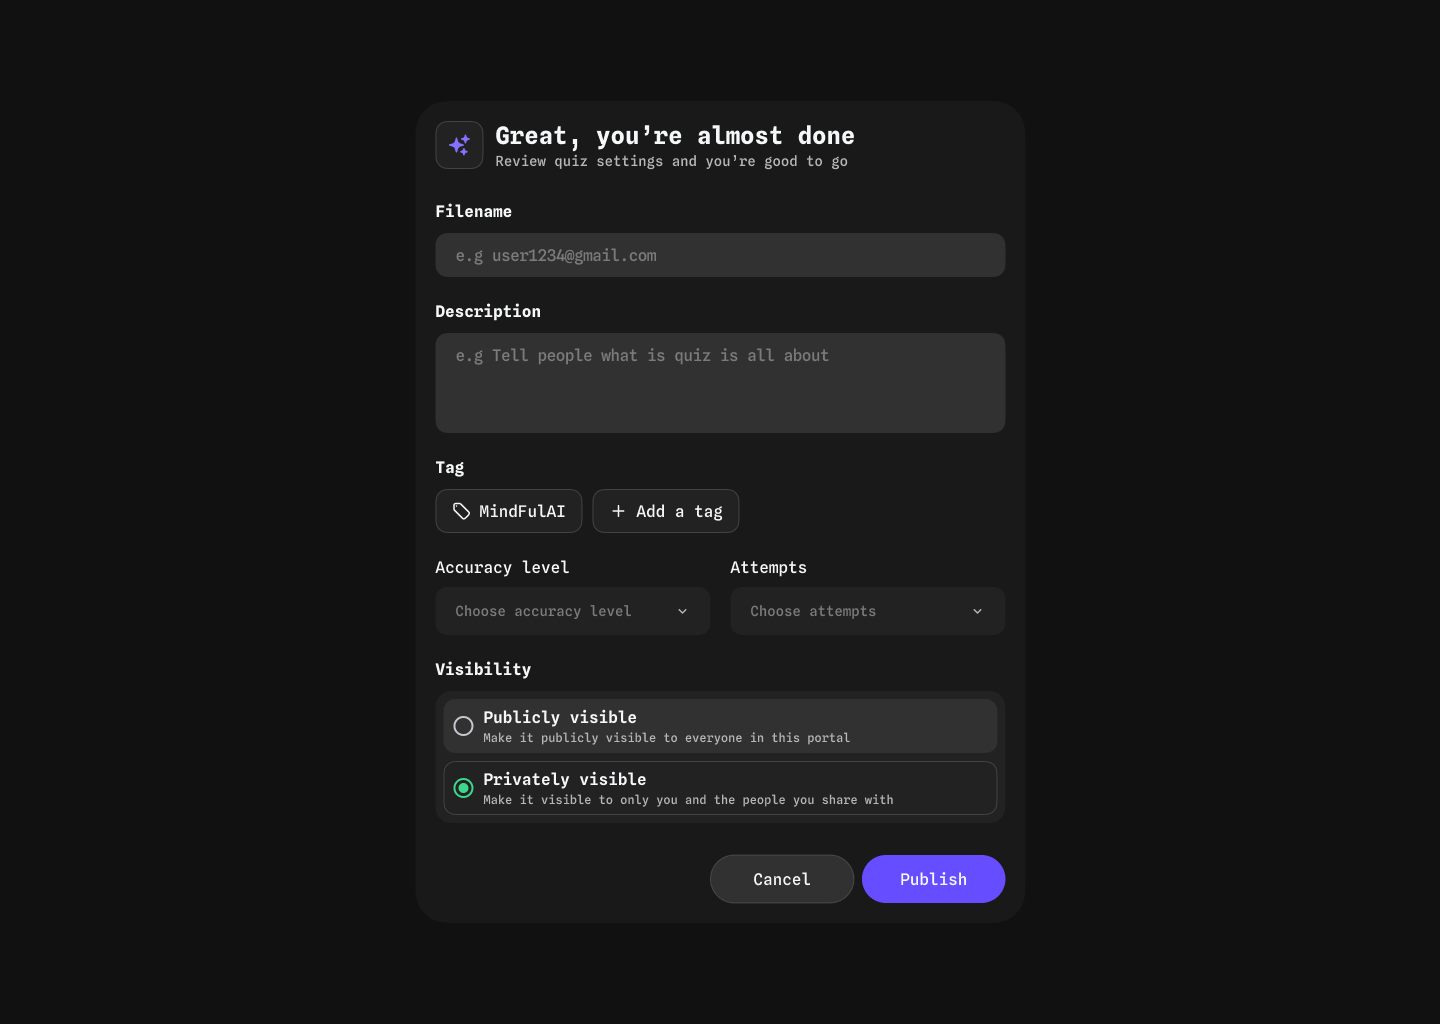 Great, you’re almost done
Review quiz settings and you’re good to go
Filename
e.g user1234@gmail.com
Description
e.g Tell people what is quiz is all about
Tag
MindFulAI
Add a tag
Accuracy level
Attempts
Choose accuracy level
Choose attempts
Visibility
Publicly visible
Make it publicly visible to everyone in this portal
Privately visible
Make it visible to only you and the people you share with
Cancel
Publish